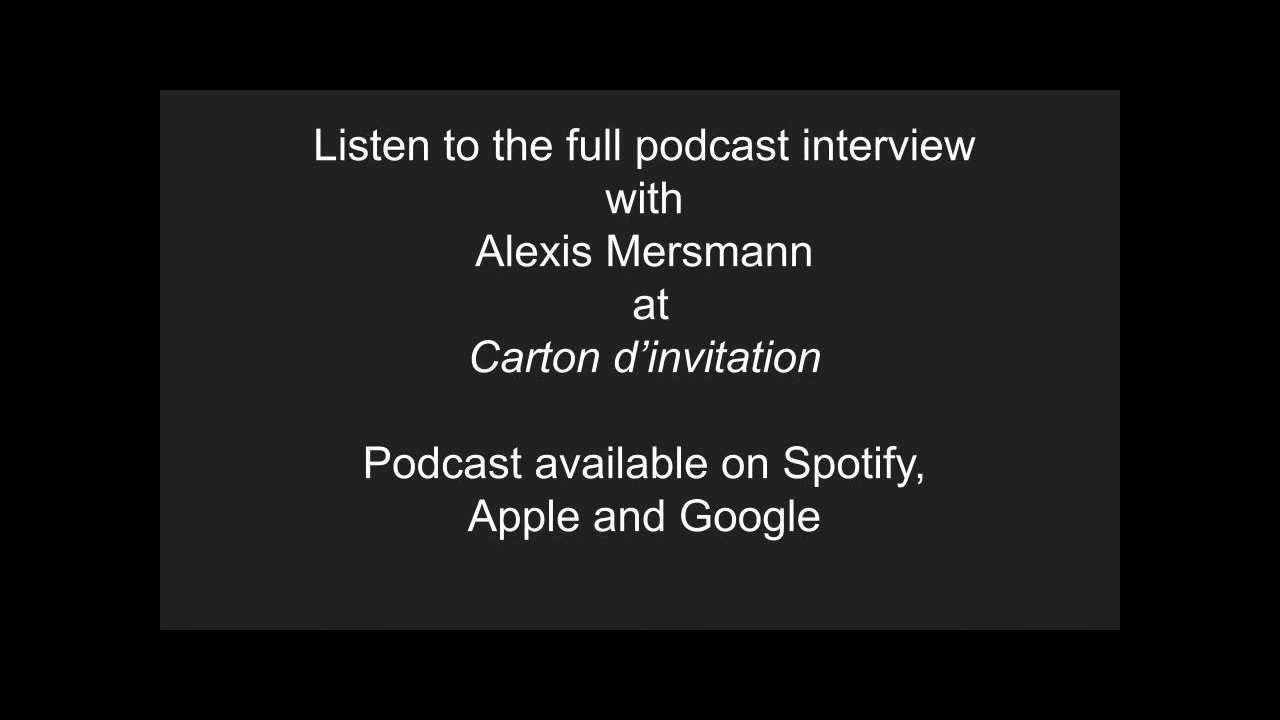 Listen to the full podcast interview
with
Alexis Mersmann
at
Carton d’invitation
Podcast available on Spotify,
Apple and Google